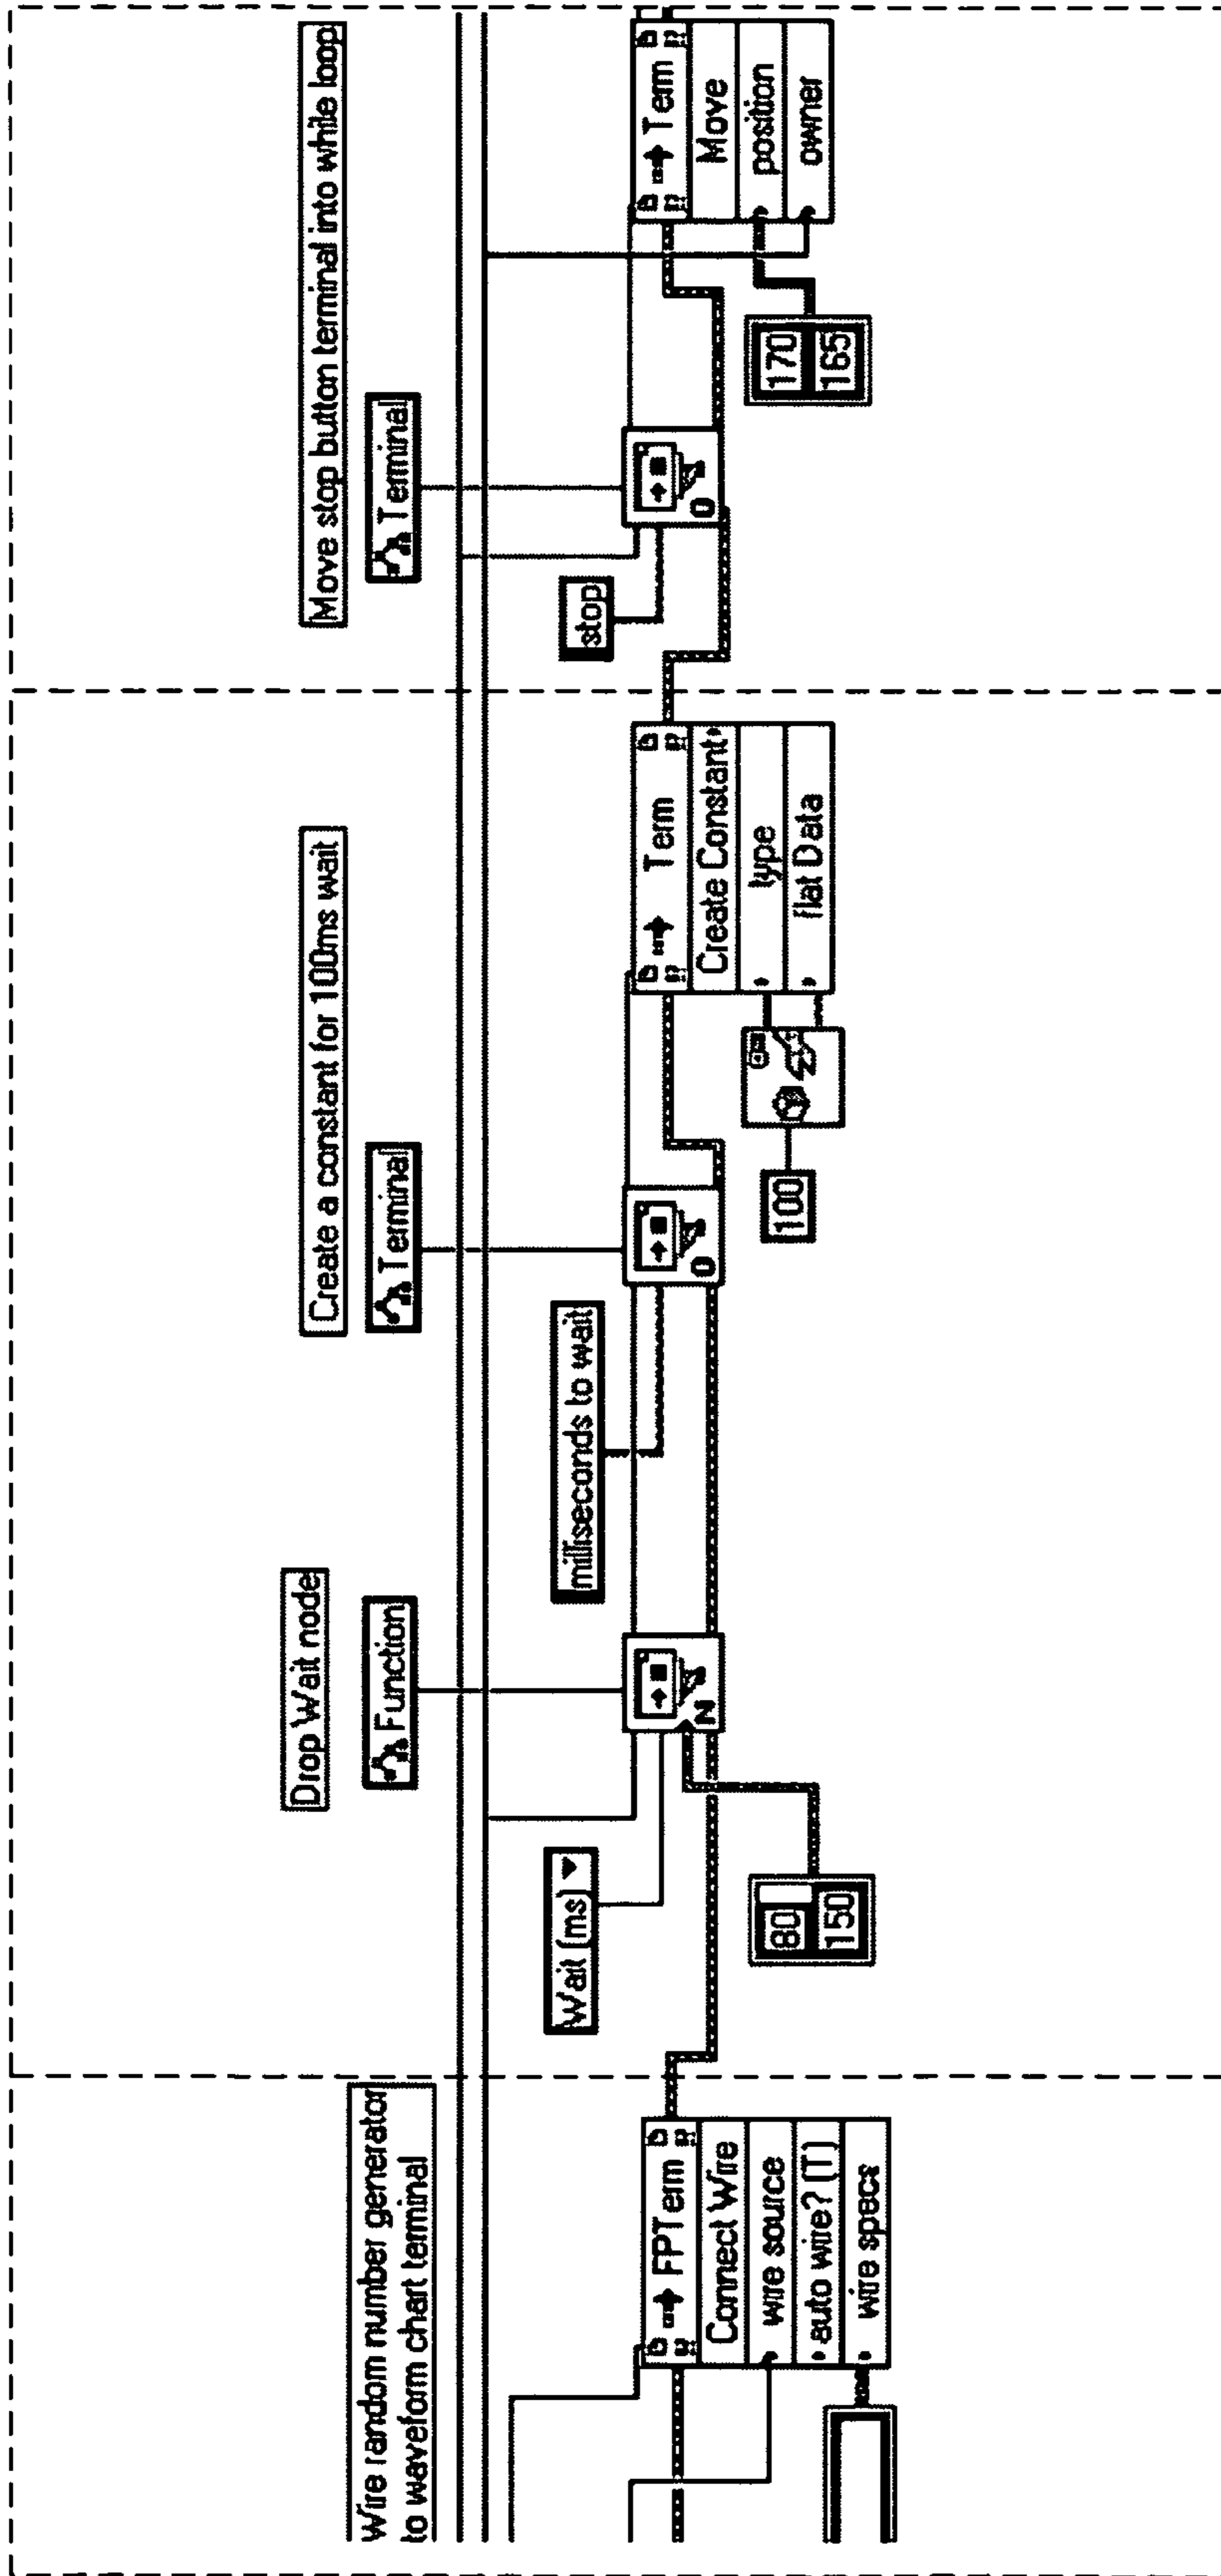 Wire random number generator
to waveform chart terminal
FPTerm
Connect Wire
wire source
auto wire? (T)
wire specs
Drop Wait node
Function
Wait (ms)
80
150
N
milliseconds to wait
Create a constant for 100ms wait
Terminal
O
100
Term
Create Constant
type
flat Data
Move stop button terminal into while loop
Terminal
stop
O
170
165
Term
Move
position
owner